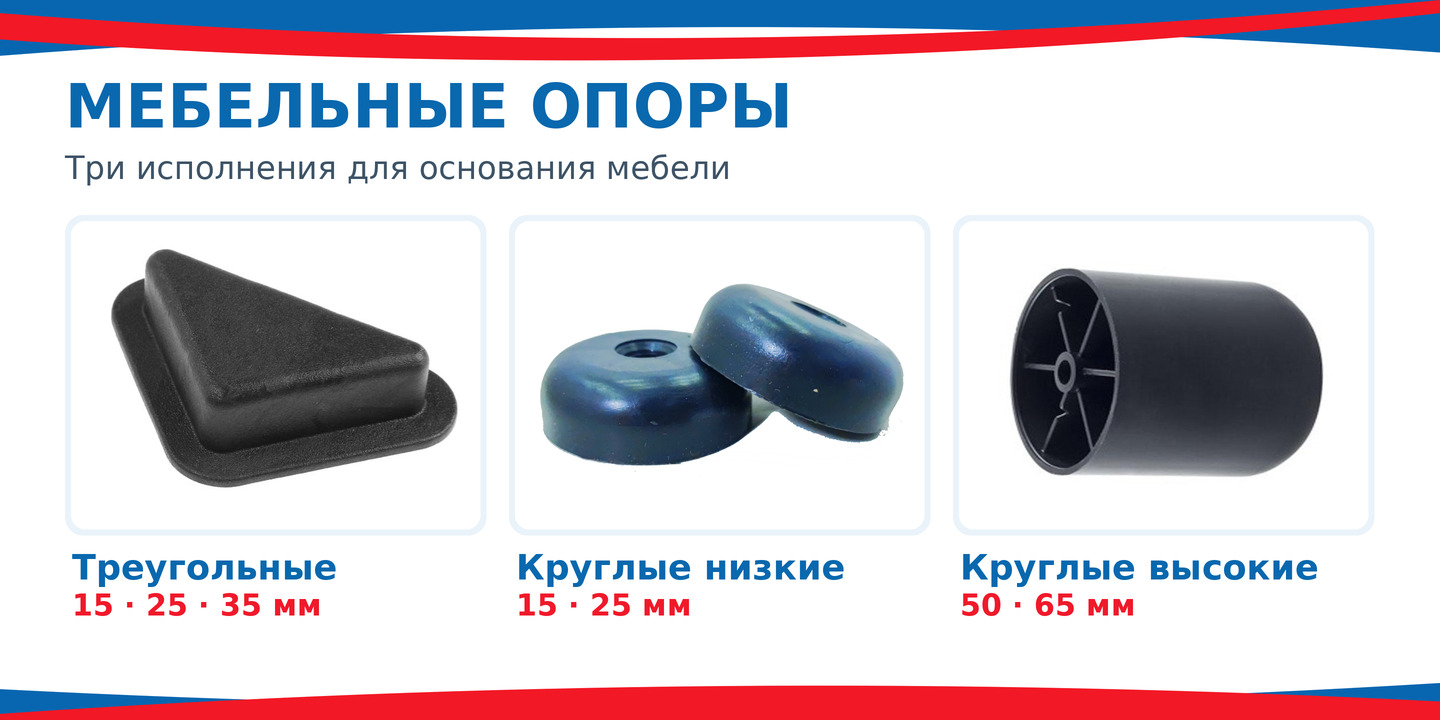 МЕБЕЛЬНЫЕ ОПОРЫ
Три исполнения для основания мебели
Треугольные
15 · 25 · 35 мм
Круглые низкие
15 · 25 мм
Круглые высокие
50 · 65 мм